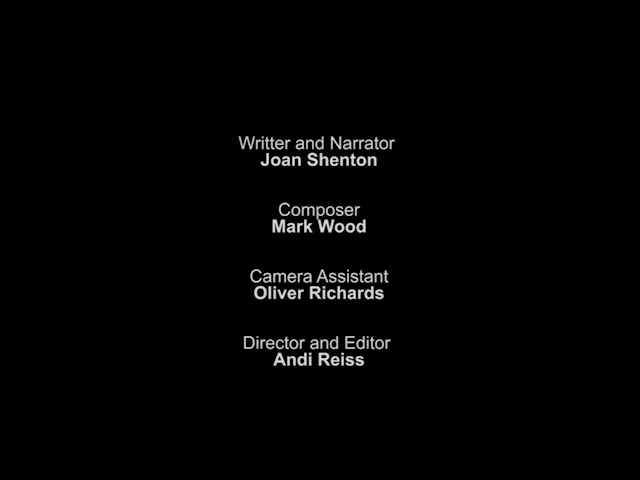 Writter and Narrator
Joan Shenton
Composer
Mark Wood
Camera Assistant
Oliver Richards
Director and Editor
Andi Reiss